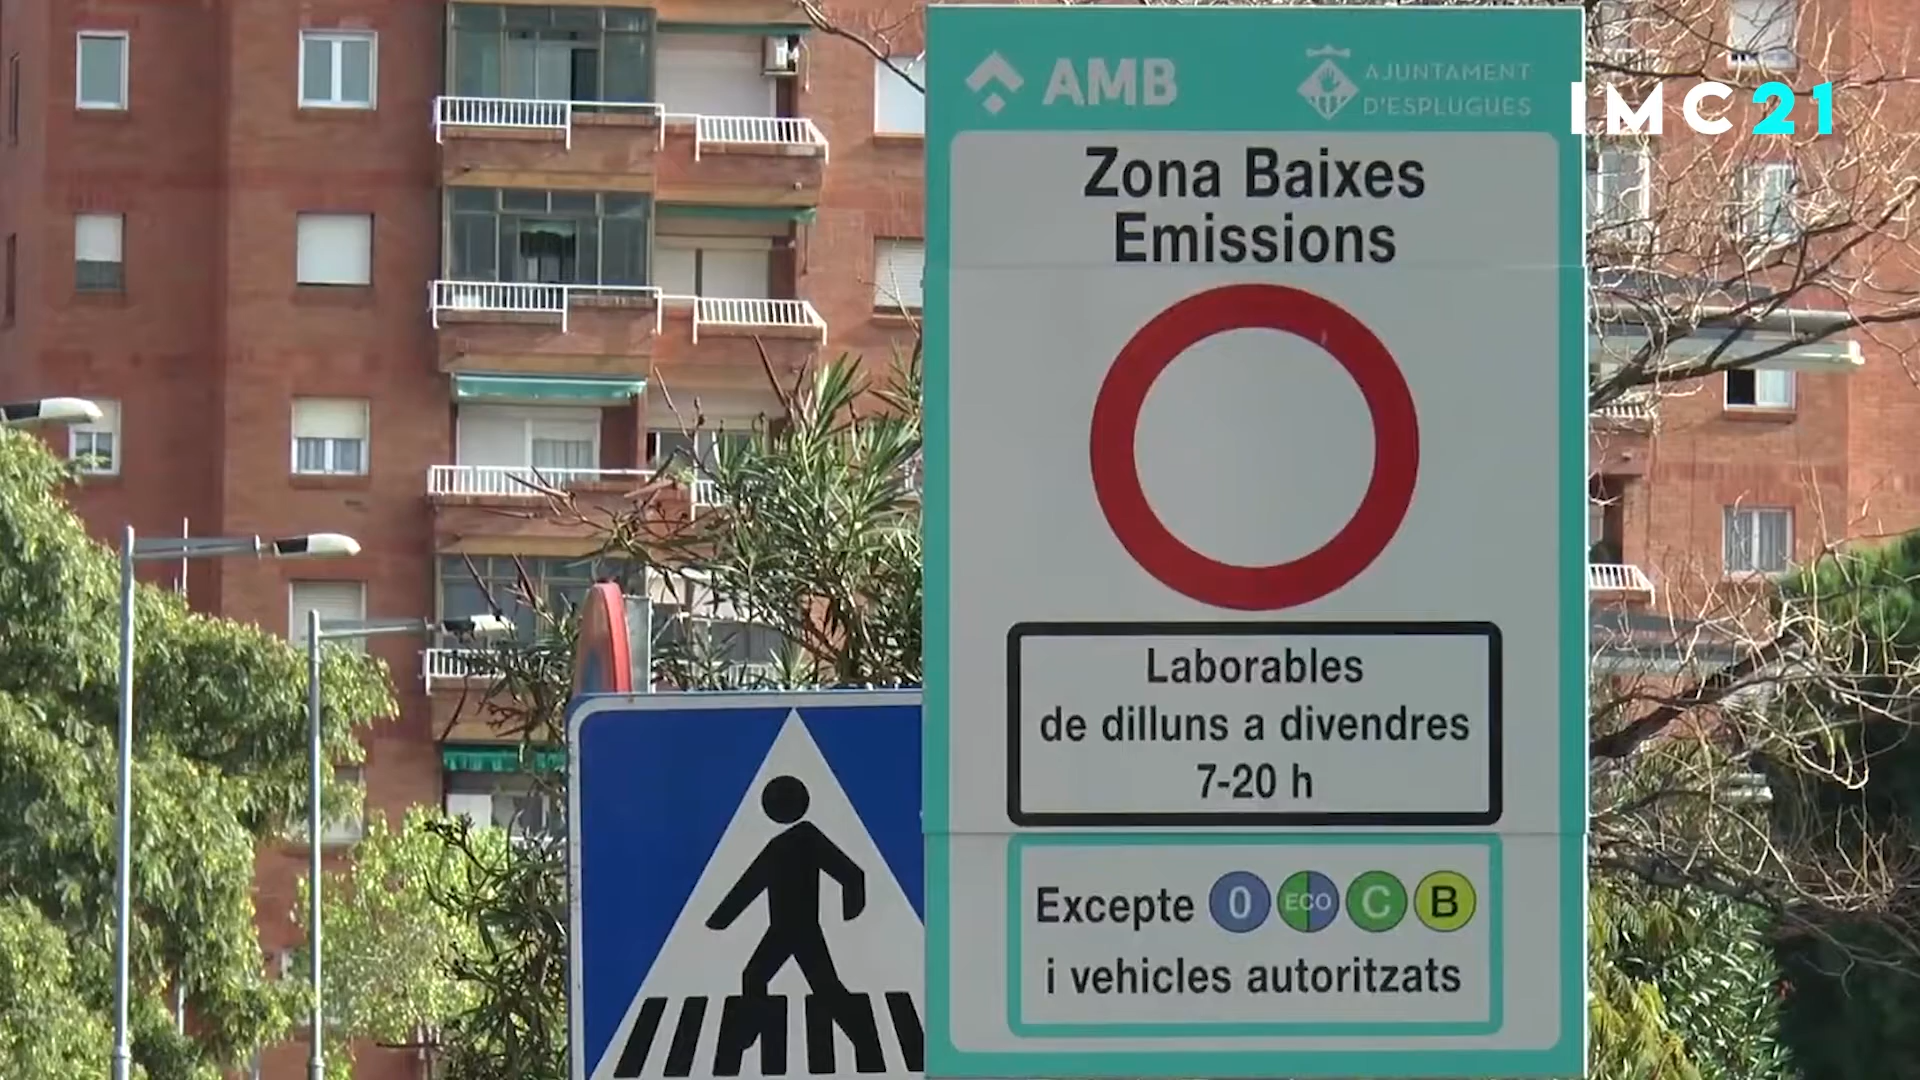 AMB
AJUNTAMENT
D'ESPLUGUES
IMC21
Zona Baixes
Emissions
Laborables
de dilluns a divendres
7-20 h
Excepte 0 ECO C B
i vehicles autoritzats